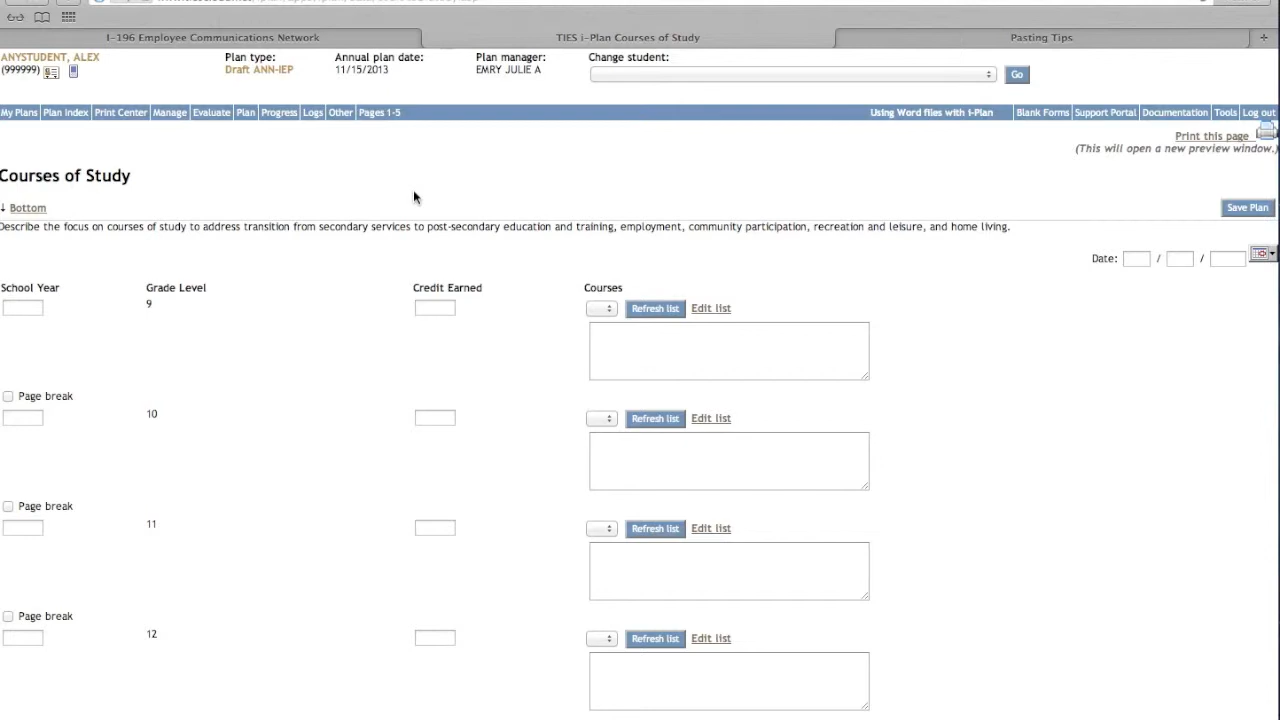 I-196 Employee Communications Network TIES i-Plan Courses of Study Pasting Tips +
ANYSTUDENT, ALEX Plan type: Annual plan date: Plan manager: Change student:
(999999) Draft ANN-IEP 11/15/2013 EMRY JULIE A Go
My Plans Plan Index Print Center Manage Evaluate Plan Progress Logs Other Pages 1-5 Using Word files with i-Plan Blank Forms Support Portal Documentation Tools Log out
Print this page
(This will open a new preview window.)
Courses of Study
↓ Bottom Save Plan
Describe the focus on courses of study to address transition from secondary services to post-secondary education and training, employment, community participation, recreation and leisure, and home living.
Date: / /
School Year Grade Level Credit Earned Courses
9 Refresh list Edit list
Page break
10 Refresh list Edit list
Page break
11 Refresh list Edit list
Page break
12 Refresh list Edit list